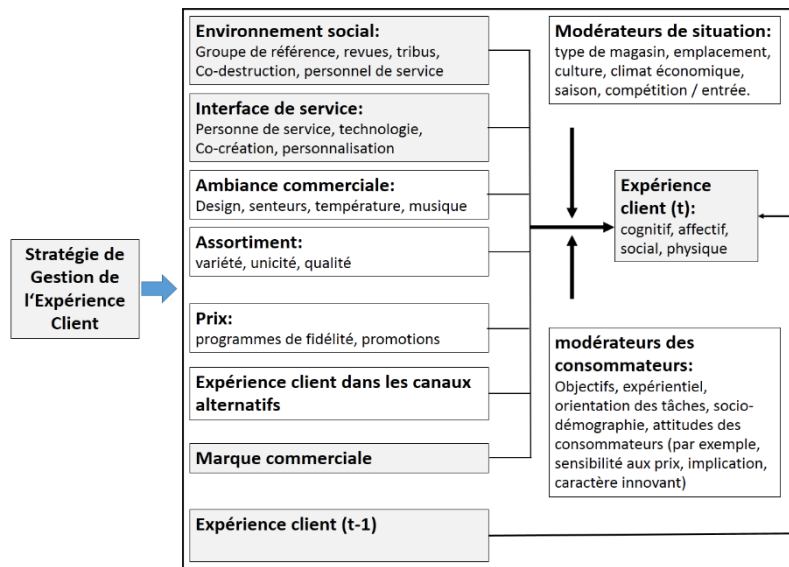 Stratégie de
Gestion de
l‘Expérience
Client
Environnement social:
Groupe de référence, revues, tribus,
Co-destruction, personnel de service
Interface de service:
Personne de service, technologie,
Co-création, personnalisation
Ambiance commerciale:
Design, senteurs, température, musique
Assortiment:
variété, unicité, qualité
Prix:
programmes de fidélité, promotions
Expérience client dans les canaux
alternatifs
Marque commerciale
Expérience client (t-1)
Modérateurs de situation:
type de magasin, emplacement,
culture, climat économique,
saison, compétition / entrée.
Expérience
client (t):
cognitif, affectif,
social, physique
modérateurs des
consommateurs:
Objectifs, expérientiel,
orientation des tâches, socio-
démographie, attitudes des
consommateurs (par exemple,
sensibilité aux prix, implication,
caractère innovant)